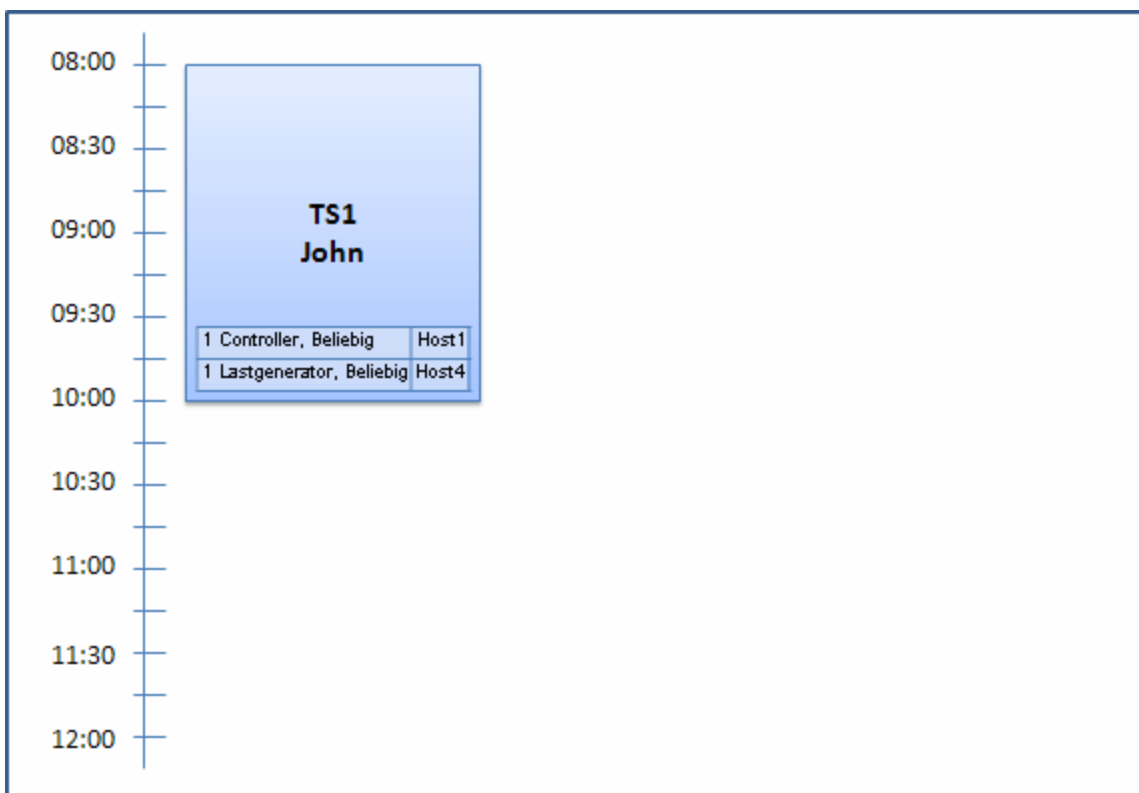 08:00
08:30
TS1
09:00
John
09:30
1 Controller, Beliebig Host1
1 Lastgenerator, Beliebig Host4
10:00
10:30
11:00
11:30
12:00